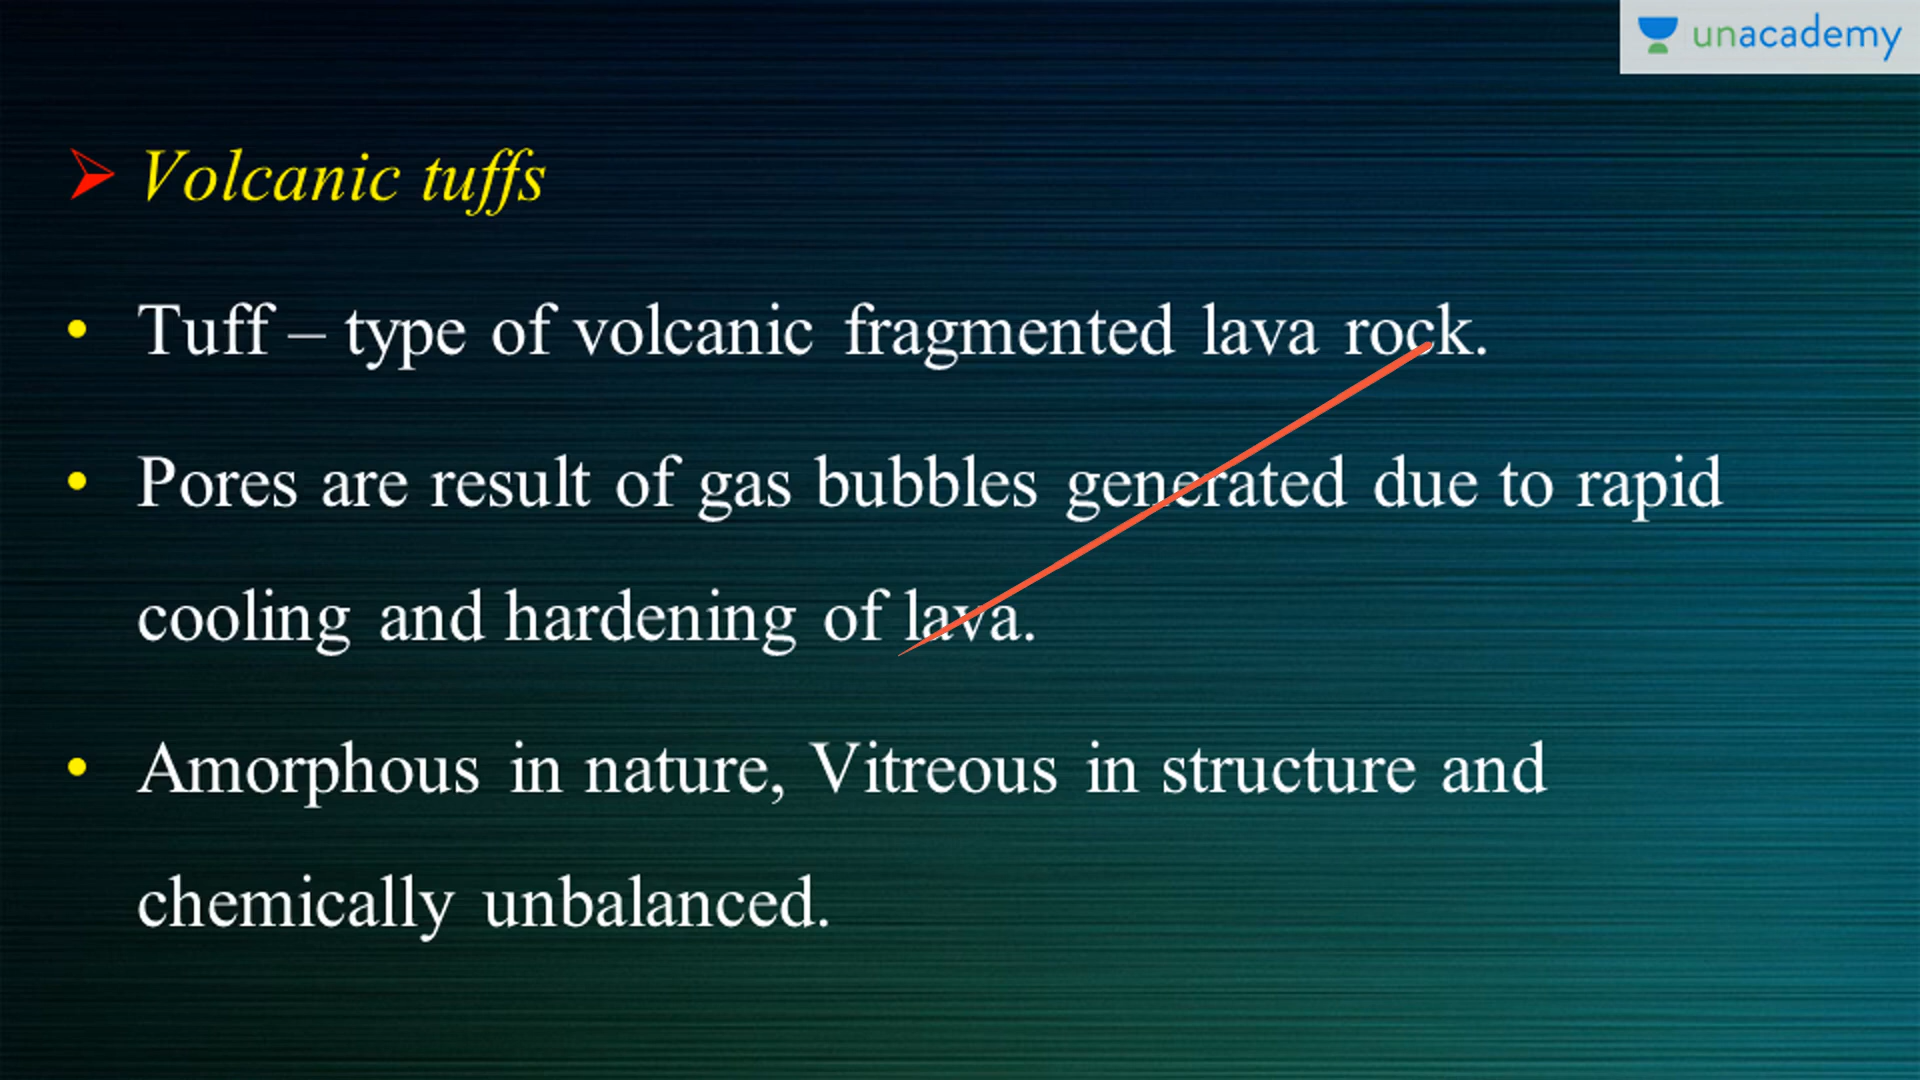 unacademy
➢ Volcanic tuffs
• Tuff – type of volcanic fragmented lava rock.
• Pores are result of gas bubbles generated due to rapid
cooling and hardening of lava.
• Amorphous in nature, Vitreous in structure and
chemically unbalanced.